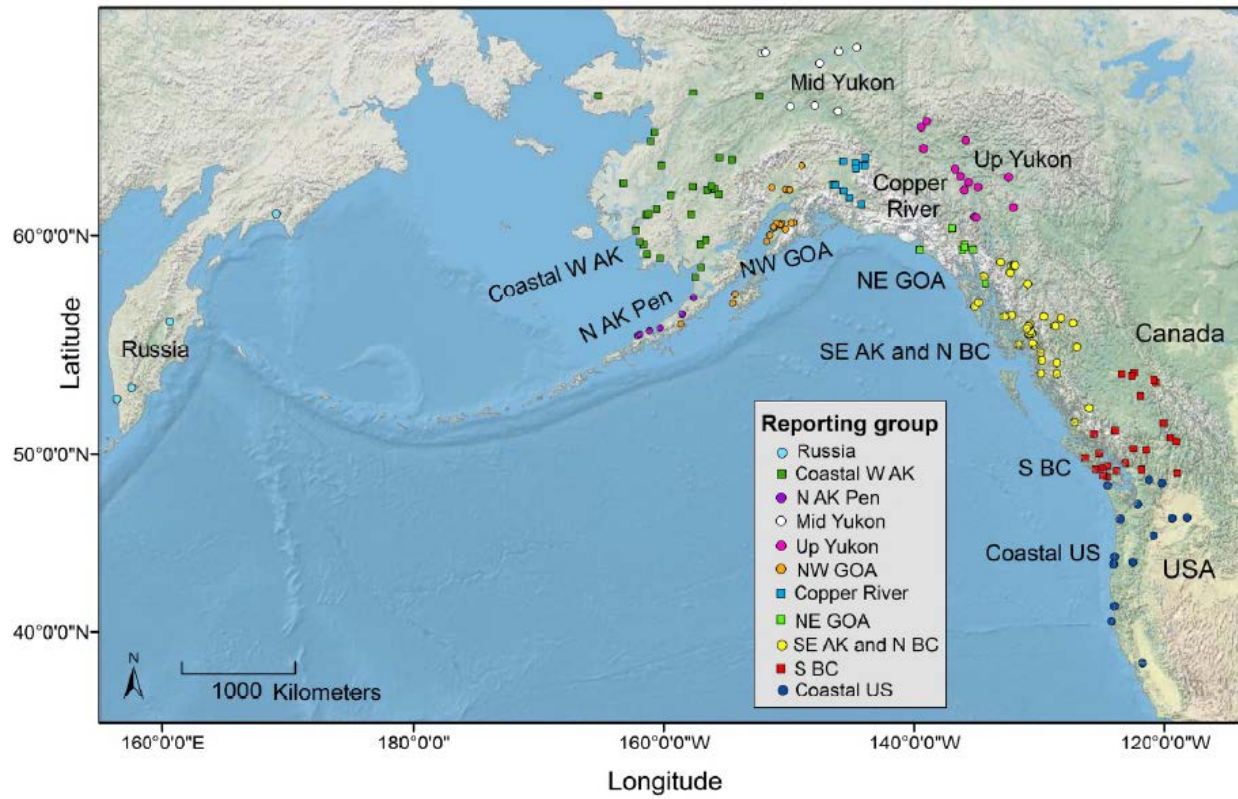 Mid Yukon
Up Yukon
Copper
River
60°0'0"N
Coastal W AK
NW GOA
NE GOA
N AK Pen
Russia
Latitude
Canada
SE AK and N BC
50°0'0"N
S BC
Coastal US
USA
40°0'0"N
Reporting group
Russia
Coastal W AK
N AK Pen
Mid Yukon
Up Yukon
NW GOA
Copper River
NE GOA
SE AK and N BC
S BC
Coastal US
N
1000 Kilometers
160°0'0"E
180°0'0"
160°0'0"W
140°0'0"W
120°0'0"W
Longitude